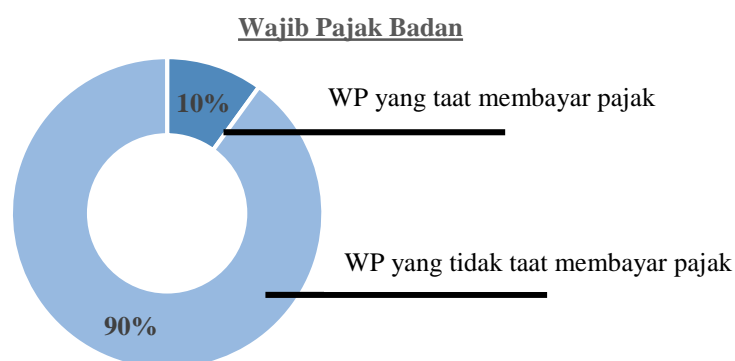 Wajib Pajak Badan
10%
WP yang taat membayar pajak
WP yang tidak taat membayar pajak
90%